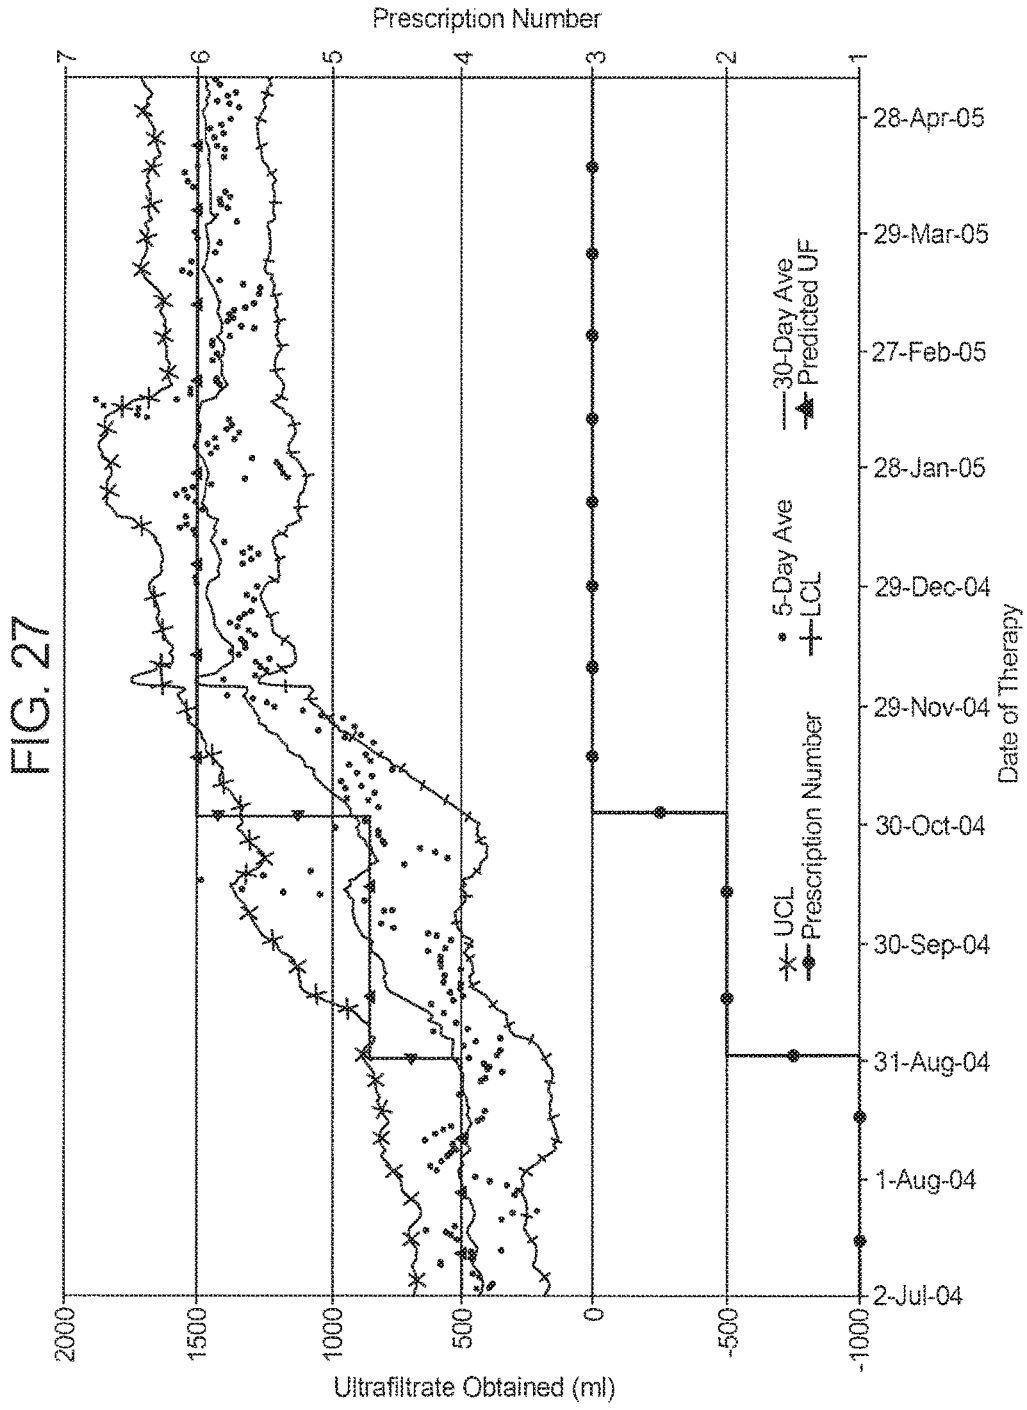 FIG. 27
Prescription Number
7
6
5
4
3
2
1
2000
1500
1000
500
0
-500
-1000
Ultrafiltrate Obtained (ml)
2-Jul-04
1-Aug-04
31-Aug-04
30-Sep-04
30-Oct-04
29-Nov-04
29-Dec-04
28-Jan-05
27-Feb-05
29-Mar-05
28-Apr-05
Date of Therapy
UCL
5-Day Ave
30-Day Ave
Prescription Number
LCL
Predicted UF